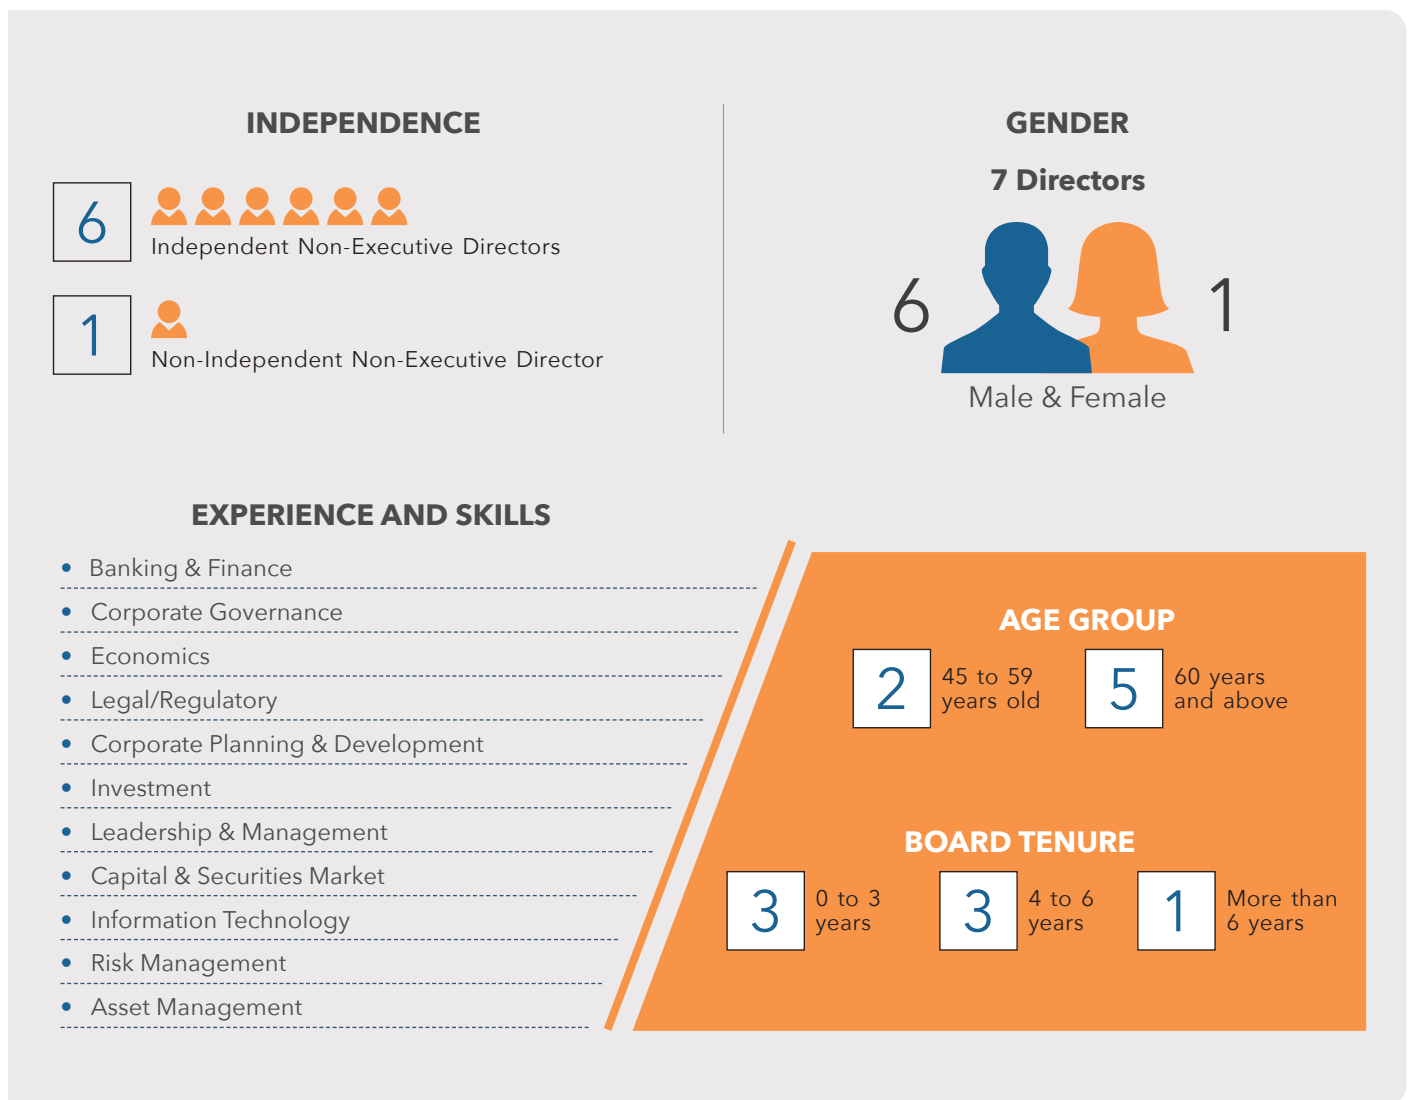 INDEPENDENCE
6
Independent Non-Executive Directors
1
Non-Independent Non-Executive Director
GENDER
7 Directors
6
1
Male & Female
EXPERIENCE AND SKILLS
• Banking & Finance
• Corporate Governance
• Economics
• Legal/Regulatory
• Corporate Planning & Development
• Investment
• Leadership & Management
• Capital & Securities Market
• Information Technology
• Risk Management
• Asset Management
AGE GROUP
2
45 to 59
years old
5
60 years
and above
BOARD TENURE
3
0 to 3
years
3
4 to 6
years
1
More than
6 years